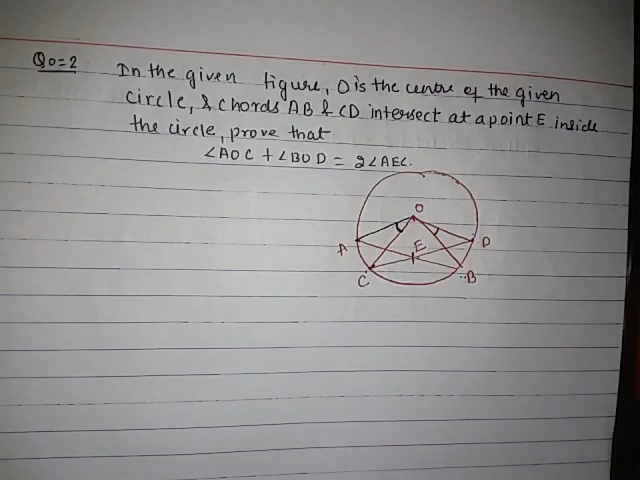 Qo=2 In the given figure, O is the centre of the given
circle, & chords AB & CD intersect at a point E inside
the circle, prove that
∠AOC + ∠BOD = 2∠AEC.
O
A
E
D
C
B